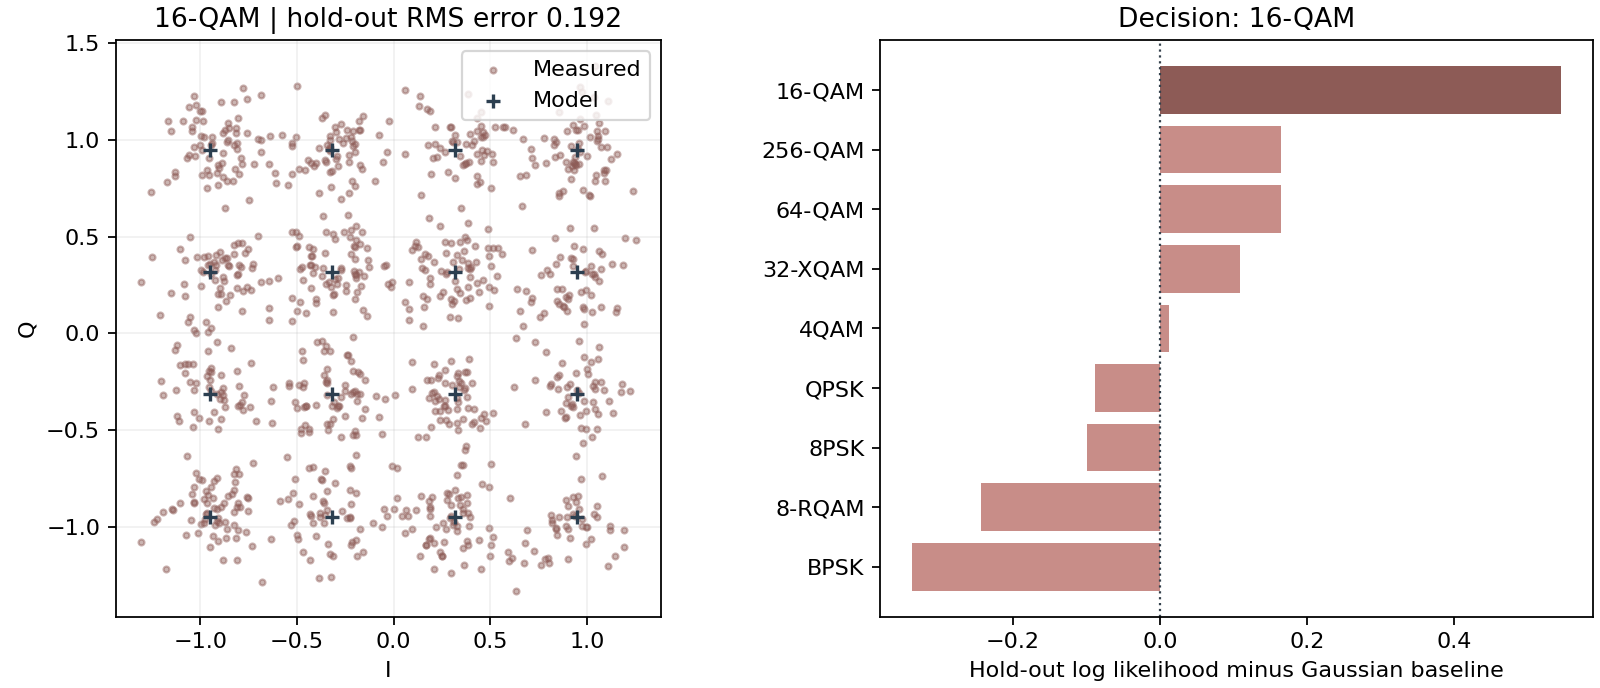 16-QAM | hold-out RMS error 0.192
Measured
Model
1.5
1.0
0.5
0.0
−0.5
−1.0
Q
−1.0
−0.5
0.0
0.5
1.0
I
Decision: 16-QAM
16-QAM
256-QAM
64-QAM
32-XQAM
4QAM
QPSK
8PSK
8-RQAM
BPSK
−0.2
0.0
0.2
0.4
Hold-out log likelihood minus Gaussian baseline